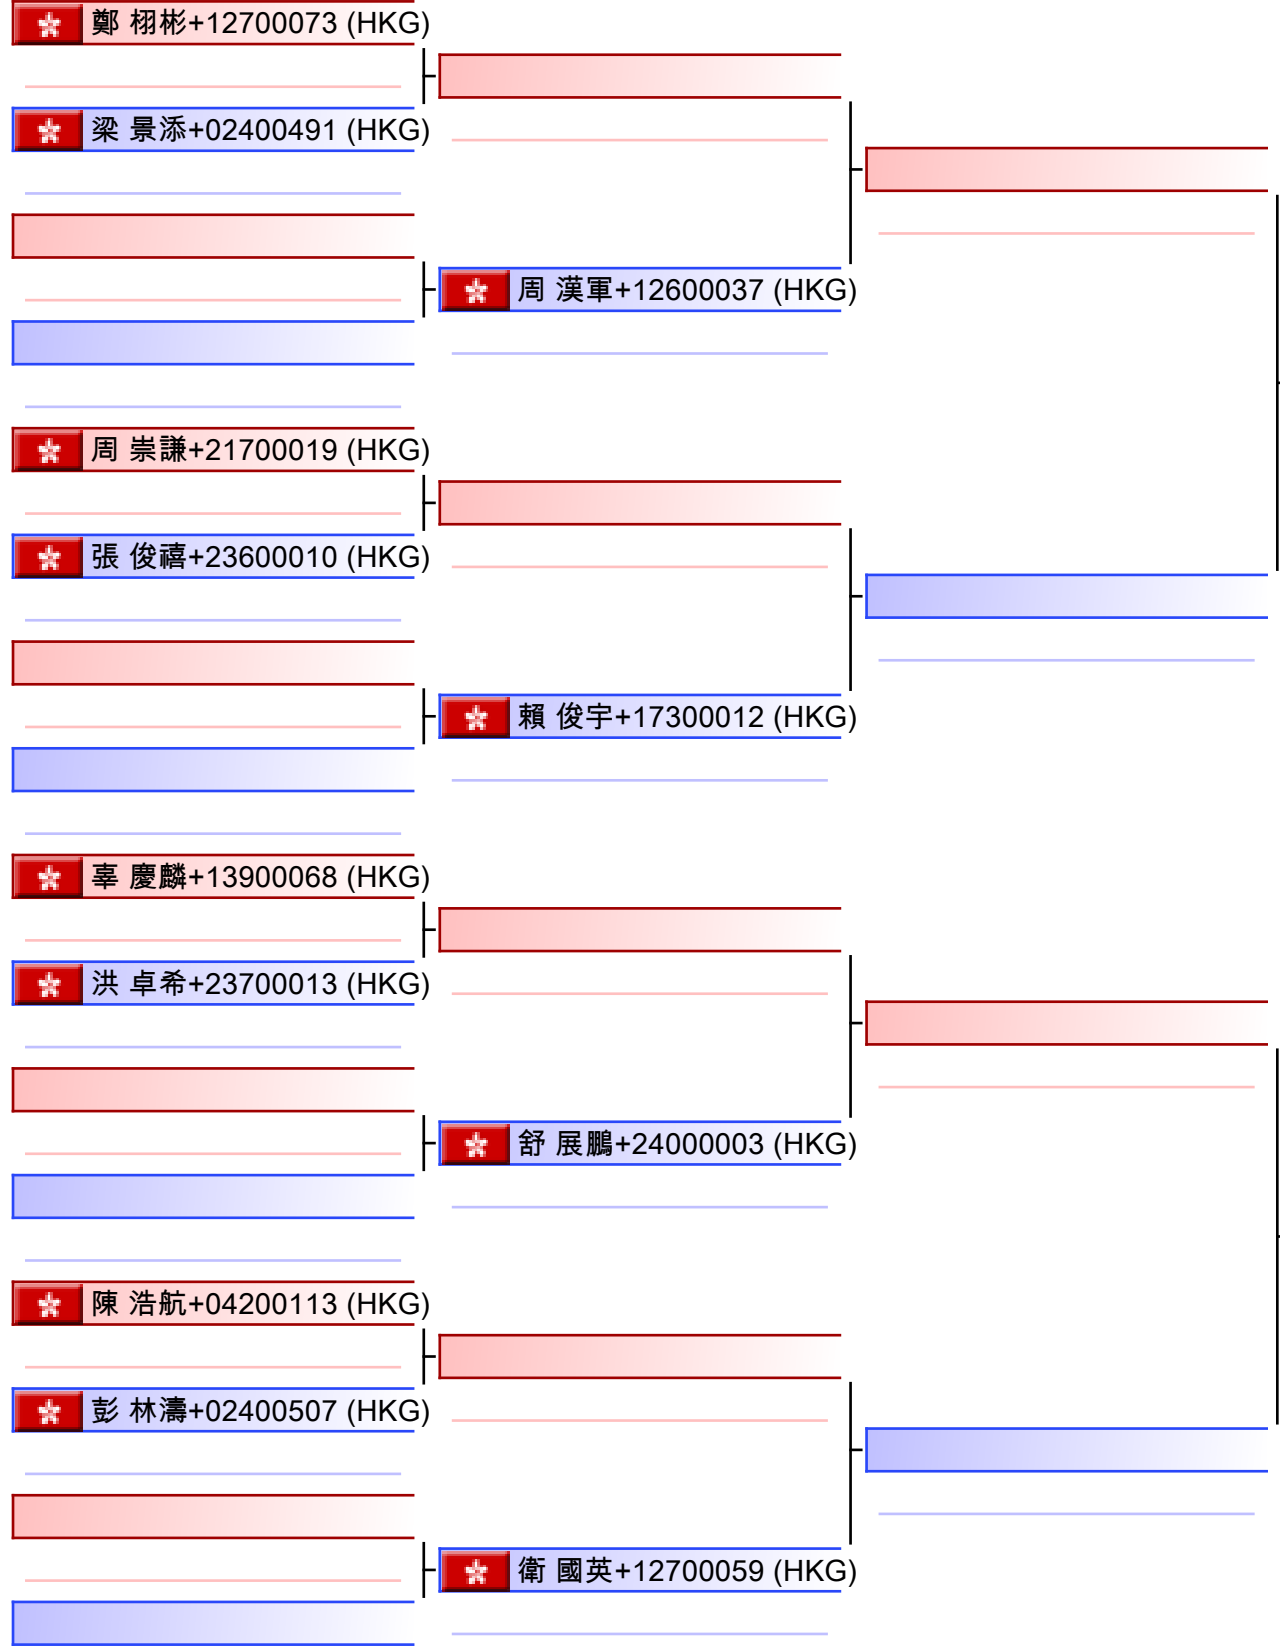 鄭 栩彬+12700073 (HKG)
梁 景添+02400491 (HKG)
周 漢軍+12600037 (HKG)
周 崇謙+21700019 (HKG)
張 俊禧+23600010 (HKG)
賴 俊宇+17300012 (HKG)
辜 慶麟+13900068 (HKG)
洪 卓希+23700013 (HKG)
舒 展鵬+24000003 (HKG)
陳 浩航+04200113 (HKG)
彭 林濤+02400507 (HKG)
衛 國英+12700059 (HKG)